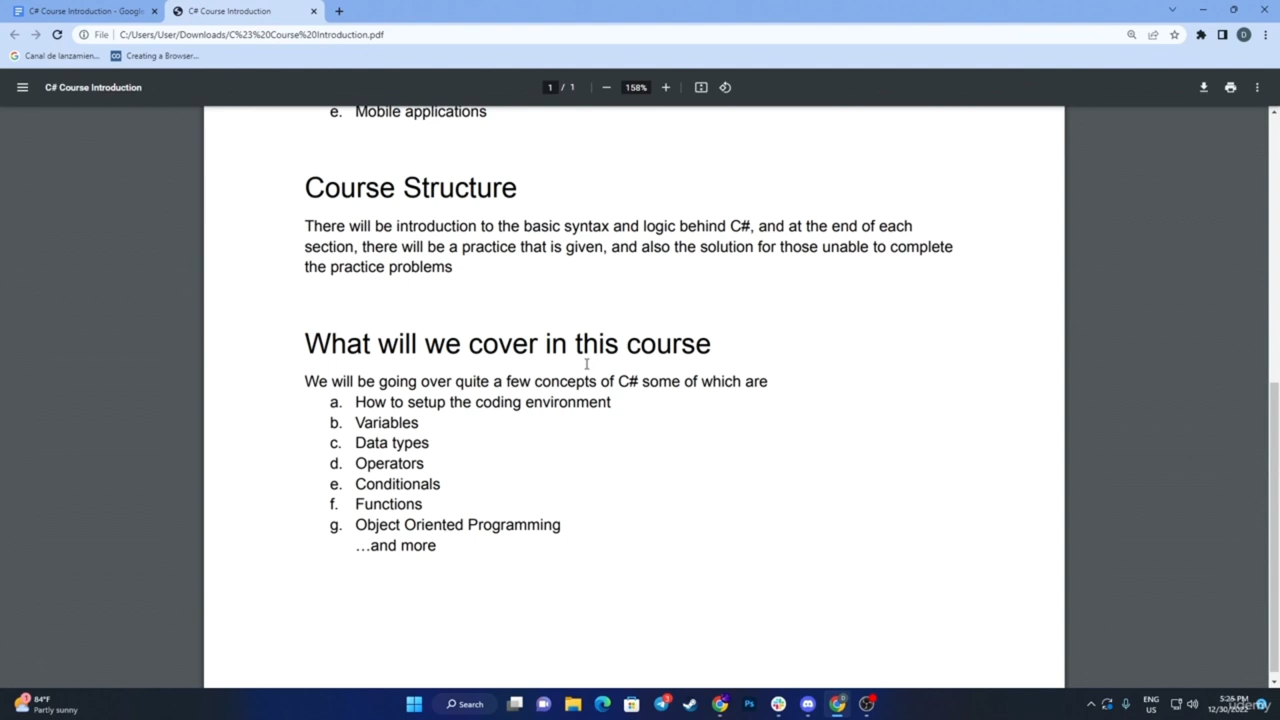 C# Course Introduction - Google
C# Course Introduction
File
C:/Users/User/Downloads/C%23%20Course%20Introduction.pdf
D
Canal de lanzamien...
Creating a Browser...
C# Course Introduction
1 / 1
158%
e. Mobile applications
Course Structure
There will be introduction to the basic syntax and logic behind C#, and at the end of each
section, there will be a practice that is given, and also the solution for those unable to complete
the practice problems
What will we cover in this course
We will be going over quite a few concepts of C# some of which are
a. How to setup the coding environment
b. Variables
c. Data types
d. Operators
e. Conditionals
f. Functions
g. Object Oriented Programming
…and more
84°F
Partly sunny
Search
ENG
US
5:26 PM
12/30/2022
udemy